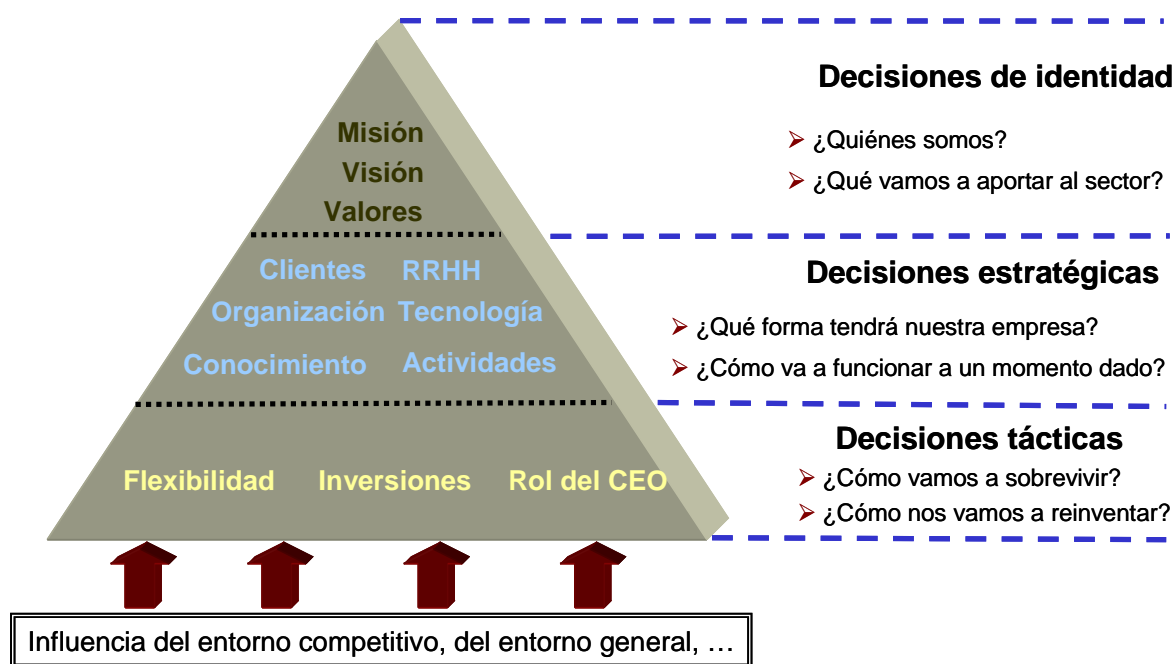 Decisiones de identidad
Misión
¿Quiénes somos?
Visión
¿Qué vamos a aportar al sector?
Valores
Clientes RRHH
Decisiones estratégicas
Organización Tecnología
¿Qué forma tendrá nuestra empresa?
Conocimiento Actividades
¿Cómo va a funcionar a un momento dado?
Decisiones tácticas
Flexibilidad Inversiones Rol del CEO
¿Cómo vamos a sobrevivir?
¿Cómo nos vamos a reinventar?
Influencia del entorno competitivo, del entorno general, …